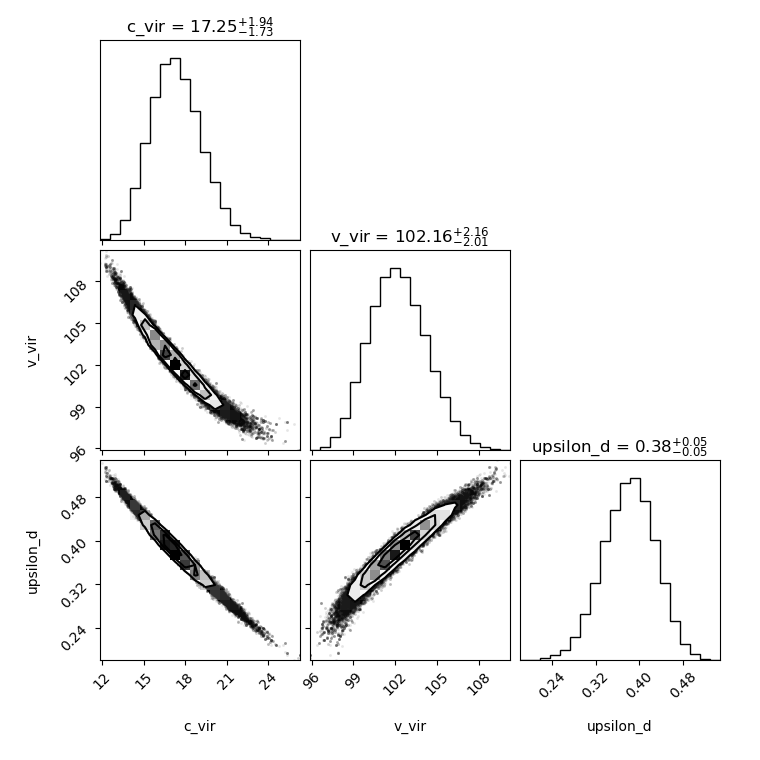 c_vir = 17.25+1.94 −1.73
v_vir = 102.16+2.16 −2.01
108
105
102
99
96
v_vir
upsilon_d = 0.38+0.05 −0.05
0.48
0.40
0.32
0.24
upsilon_d
12 15 18 21 24
96 99 102 105 108
0.24 0.32 0.40 0.48
c_vir
v_vir
upsilon_d